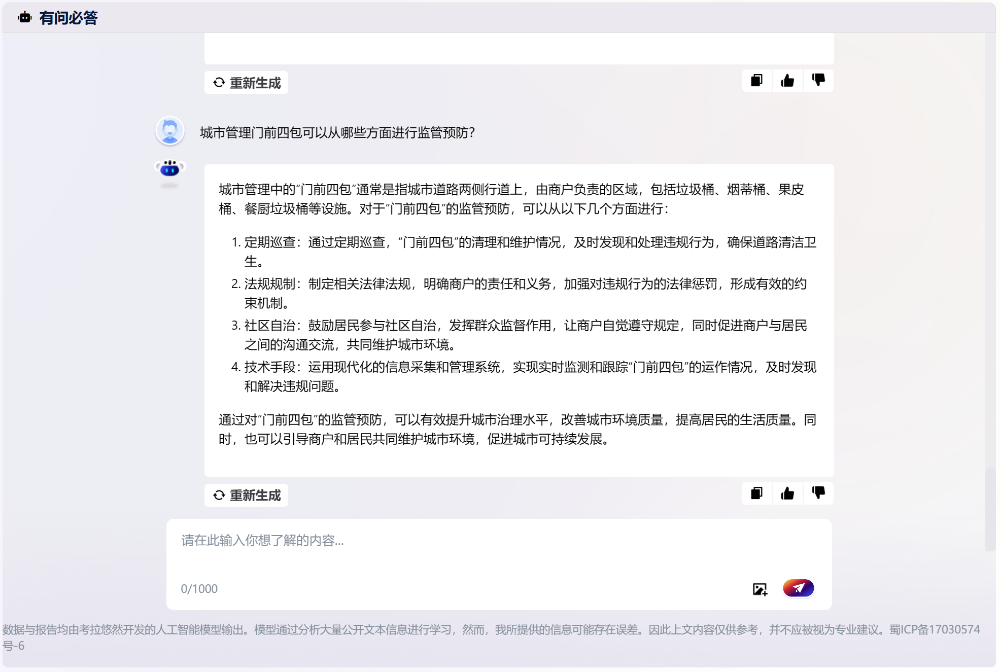 有问必答
重新生成
城市管理门前四包可以从哪些方面进行监管预防？
城市管理中的“门前四包”通常是指城市道路两侧行道上，由商户负责的区域，包括垃圾桶、烟蒂桶、果皮
桶、餐厨垃圾桶等设施。对于“门前四包”的监管预防，可以从以下几个方面进行：
1. 定期巡查：通过定期巡查，“门前四包”的清理和维护情况，及时发现和处理违规行为，确保道路清洁卫
生。
2. 法规规制：制定相关法律法规，明确商户的责任和义务，加强对违规行为的法律惩罚，形成有效的约
束机制。
3. 社区自治：鼓励居民参与社区自治，发挥群众监督作用，让商户自觉遵守规定，同时促进商户与居民
之间的沟通交流，共同维护城市环境。
4. 技术手段：运用现代化的信息采集和管理系统，实现实时监测和跟踪“门前四包”的运作情况，及时发现
和解决违规问题。
通过对“门前四包”的监管预防，可以有效提升城市治理水平，改善城市环境质量，提高居民的生活质量。同
时，也可以引导商户和居民共同维护城市环境，促进城市可持续发展。
重新生成
请在此输入你想了解的内容...
0/1000
数据与报告均由考拉悠然开发的人工智能模型输出。模型通过分析大量公开文本信息进行学习，然而，我所提供的信息可能存在误差。因此上文内容仅供参考，并不应被视为专业建议。蜀ICP备17030574
号-6